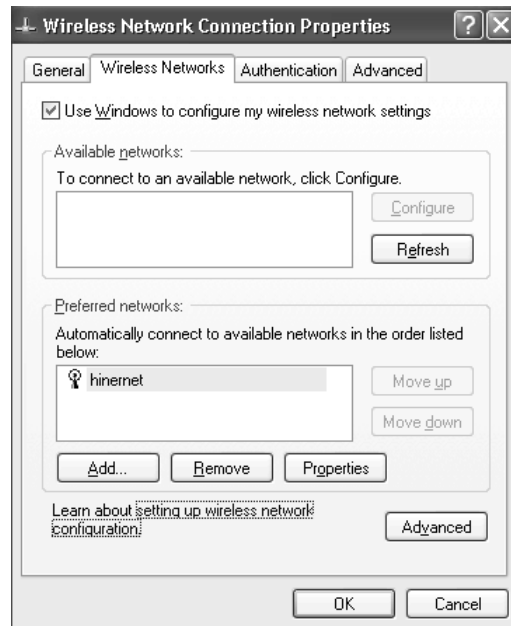 Wireless Network Connection Properties
General Wireless Networks Authentication Advanced
Use Windows to configure my wireless network settings
Available networks:
To connect to an available network, click Configure.
Configure
Refresh
Preferred networks:
Automatically connect to available networks in the order listed
below:
hinernet
Move up
Move down
Add... Remove Properties
Learn about setting up wireless network
configuration.
Advanced
OK Cancel